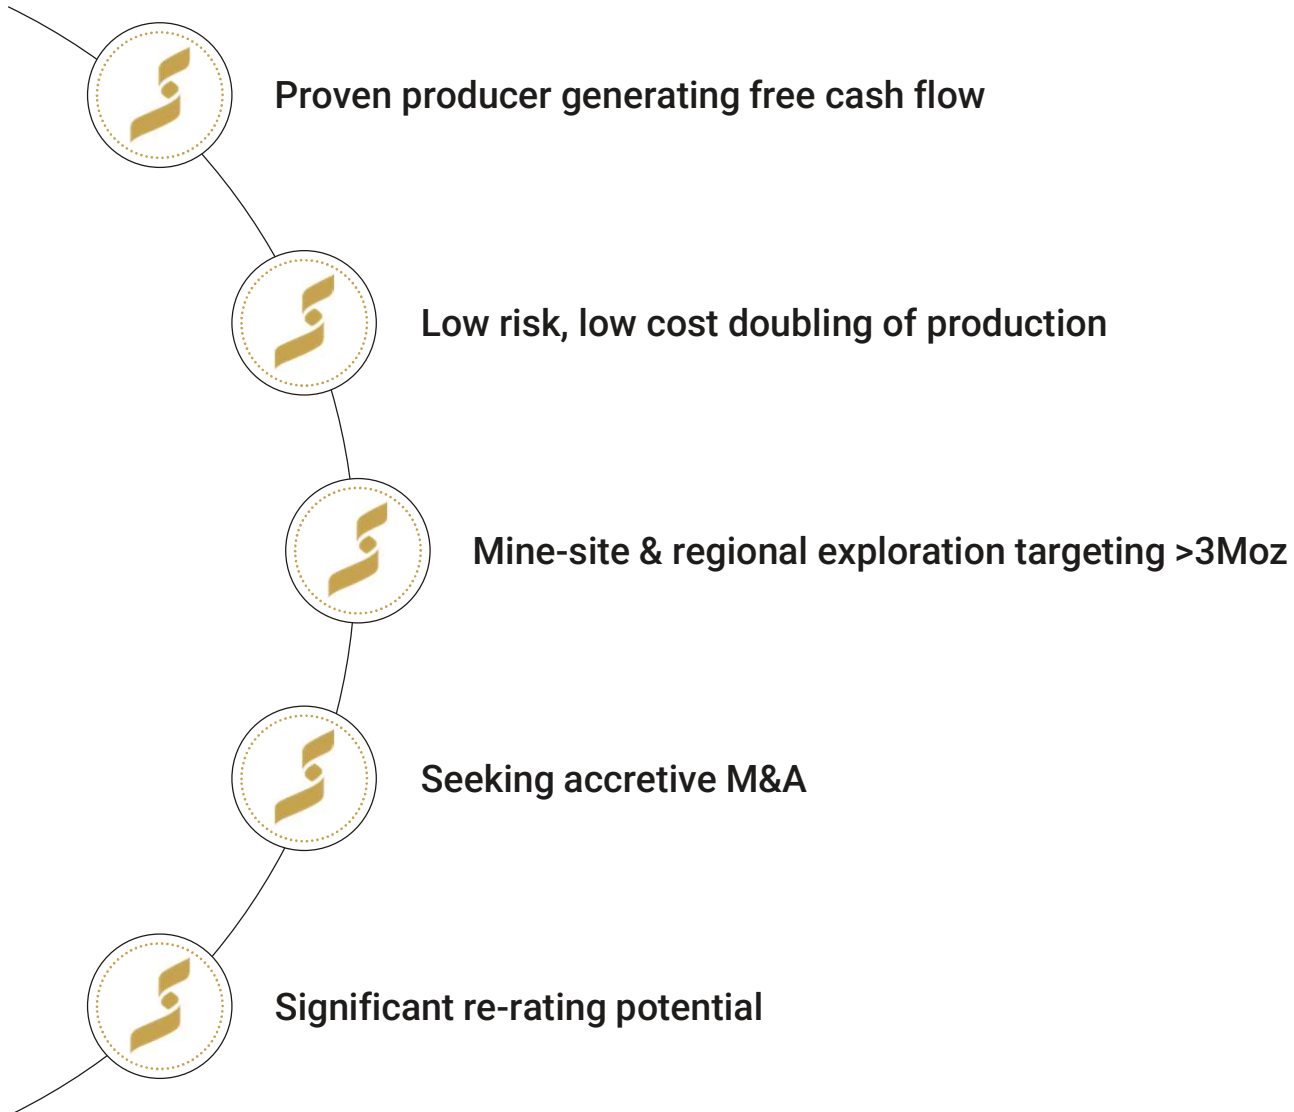 Proven producer generating free cash flow
Low risk, low cost doubling of production
Mine-site & regional exploration targeting >3Moz
Seeking accretive M&A
Significant re-rating potential